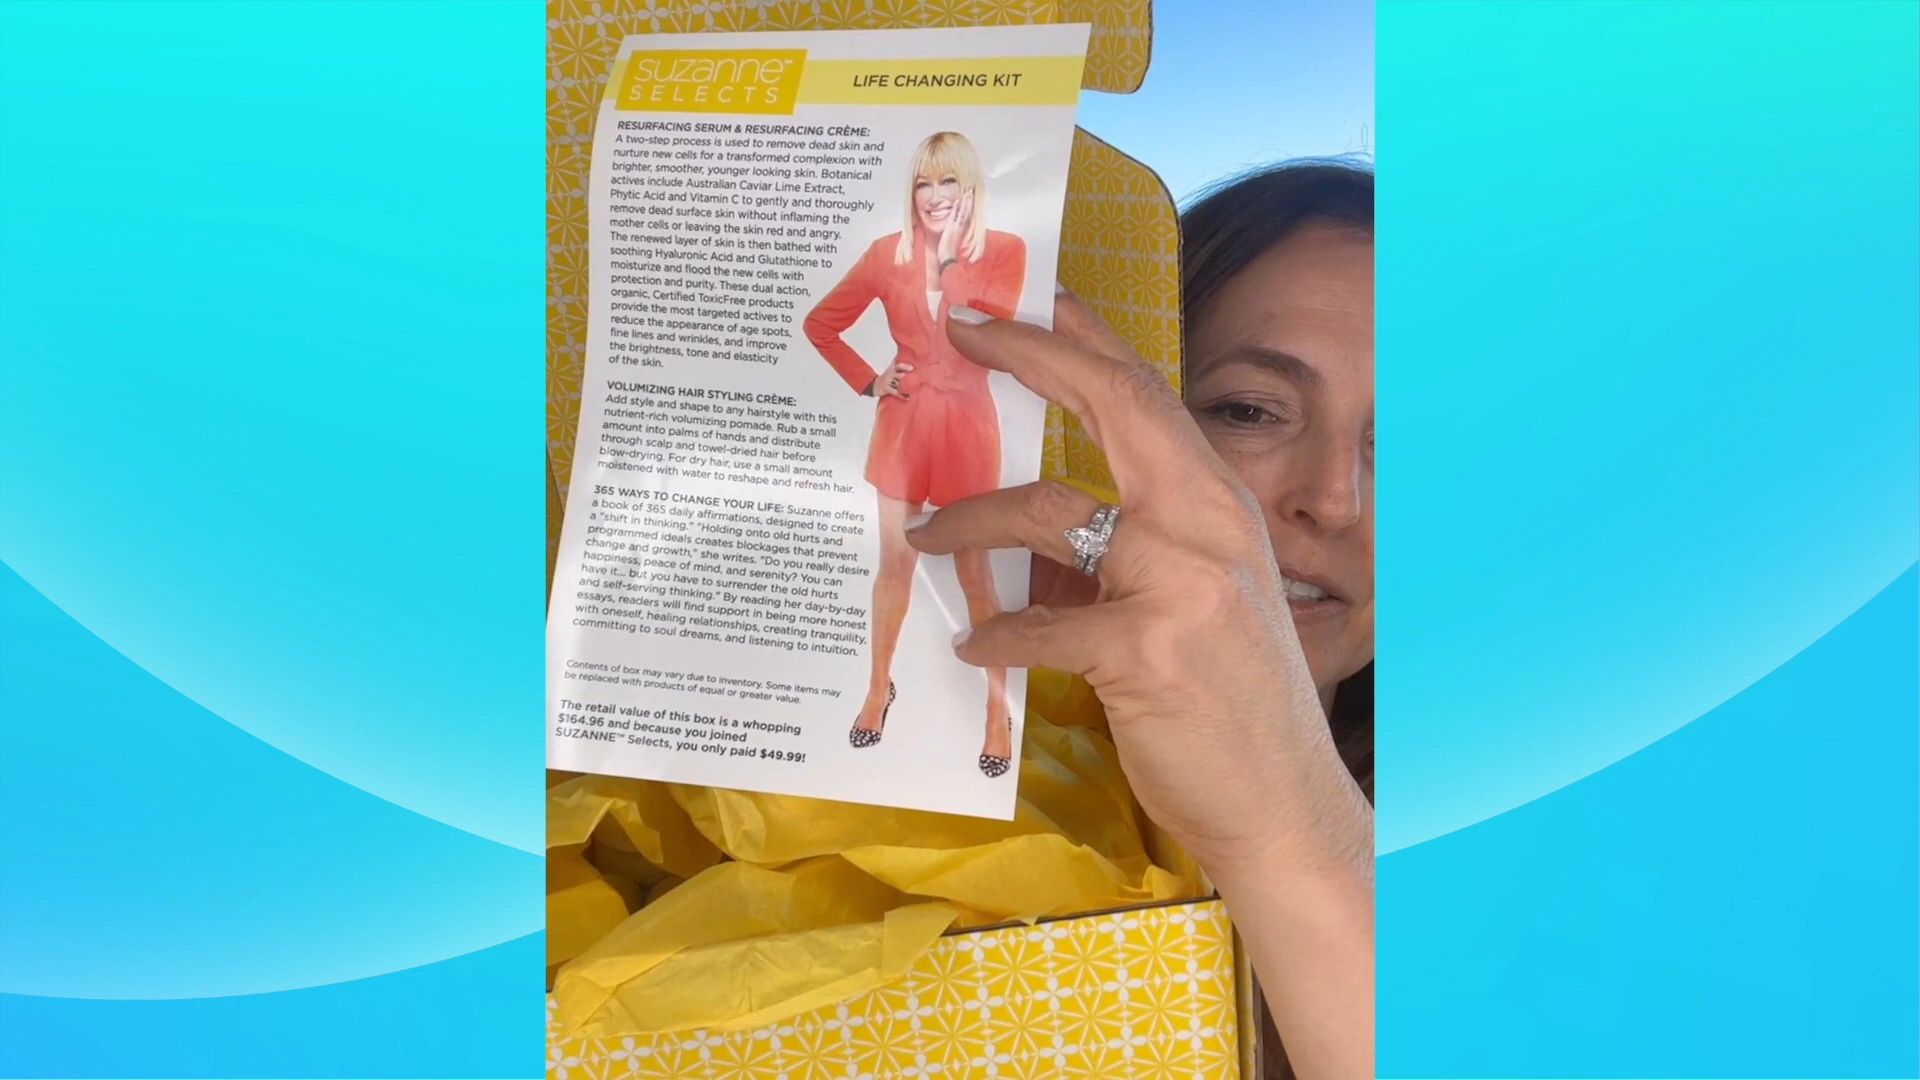 suzanne™
SELECTS
LIFE CHANGING KIT
RESURFACING SERUM & RESURFACING CRÈME:
A two-step process is used to remove dead skin and
nurture new cells for a transformed complexion with
brighter, smoother, younger looking skin. Botanical
actives include Australian Caviar Lime Extract,
Phytic Acid and Vitamin C to gently and thoroughly
remove dead surface skin without inflaming the
mother cells or leaving the skin red and angry.
The renewed layer of skin is then bathed with
soothing Hyaluronic Acid and Glutathione to
moisturize and flood the new cells with
protection and purity. These dual action,
organic, Certified ToxicFree products
provide the most targeted actives to
reduce the appearance of age spots,
fine lines and wrinkles, and improve
the brightness, tone and elasticity
of the skin.
VOLUMIZING HAIR STYLING CRÈME:
Add style and shape to any hairstyle with this
nutrient-rich volumizing pomade. Rub a small
amount into palms of hands and distribute
through scalp and towel-dried hair before
blow-drying. For dry hair, use a small amount
moistened with water to reshape and refresh hair.
365 WAYS TO CHANGE YOUR LIFE: Suzanne offers
a book of 365 daily affirmations, designed to create
a "shift in thinking." "Holding onto old hurts and
programmed ideals creates blockages that prevent
change and growth," she writes. "Do you really desire
happiness, peace of mind, and serenity? You can
have it... but you have to surrender the old hurts
and self-serving thinking." By reading her day-by-day
essays, readers will find support in being more honest
with oneself, healing relationships, creating tranquility,
committing to soul dreams, and listening to intuition.
Contents of box may vary due to inventory. Some items may
be replaced with products of equal or greater value.
The retail value of this box is a whopping
$164.96 and because you joined
SUZANNE™ Selects, you only paid $49.99!